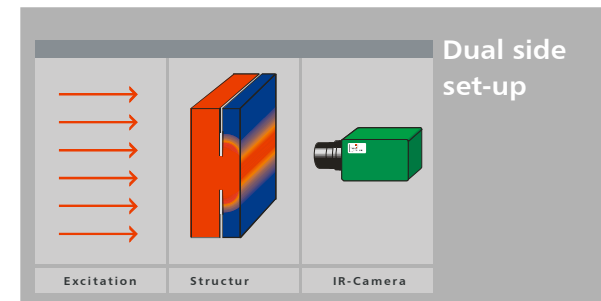 Dual side
set-up
Excitation
Structur
IR-Camera